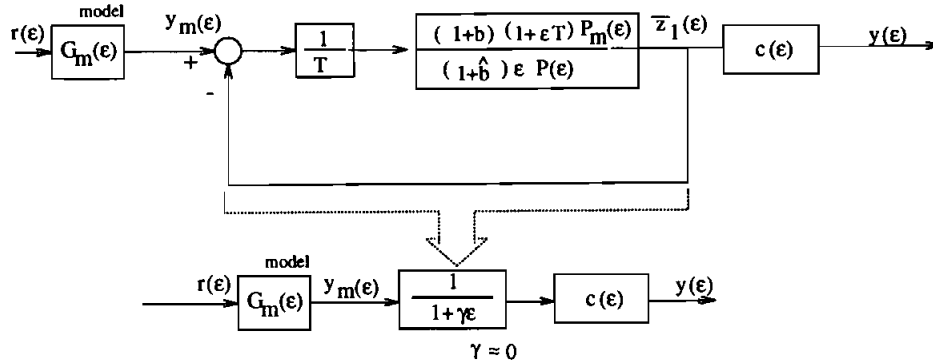 model
r(ε) G_m(ε) y_m(ε) + - 1/T (1+b) (1+εT) P_m(ε) / (1+b̂) ε P(ε) z̅_1(ε) c(ε) y(ε)
model
r(ε) G_m(ε) y_m(ε) 1/(1+γε) c(ε) y(ε)
γ ≈ 0